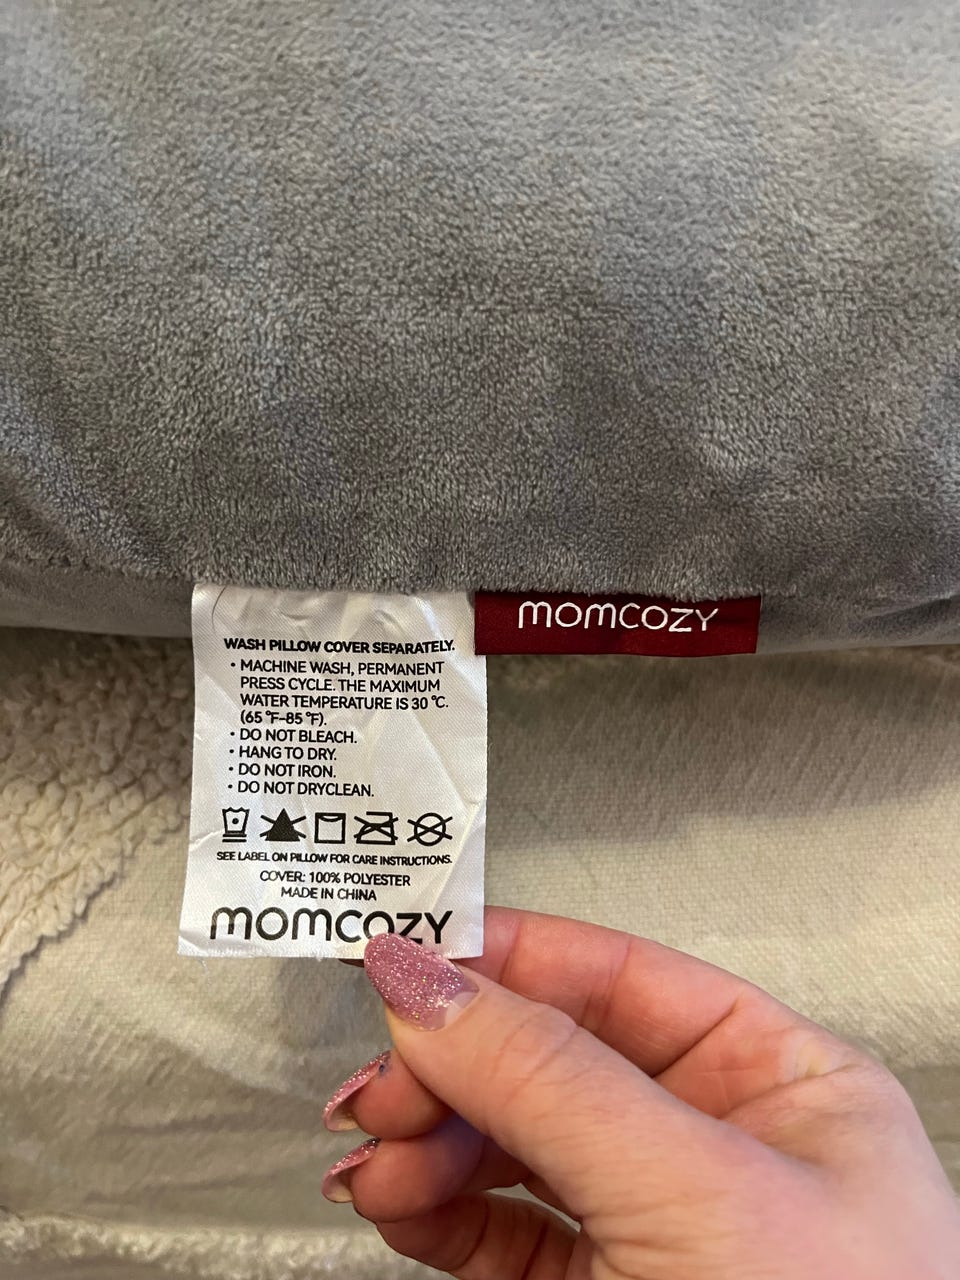 MOMCOZY
WASH PILLOW COVER SEPARATELY.
• MACHINE WASH, PERMANENT
PRESS CYCLE. THE MAXIMUM
WATER TEMPERATURE IS 30 °C.
(65 °F–85 °F).
• DO NOT BLEACH.
• HANG TO DRY.
• DO NOT IRON.
• DO NOT DRYCLEAN.
SEE LABEL ON PILLOW FOR CARE INSTRUCTIONS.
COVER: 100% POLYESTER
MADE IN CHINA
MOMCOZY